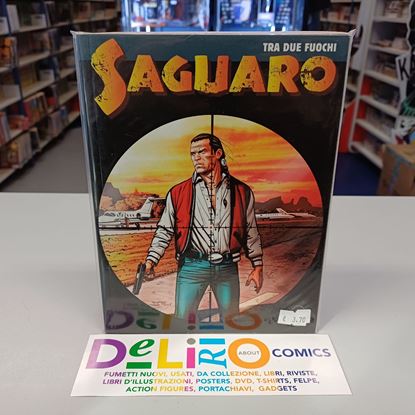 TRA DUE FUOCHI
SAGUARO
€ 3,70
DeLiRiO ABOUT COMICS
FUMETTI NUOVI, USATI, DA COLLEZIONE, LIBRI, RIVISTE,
LIBRI D'ILLUSTRAZIONI, POSTERS, DVD, T-SHIRTS, FELPE,
ACTION FIGURES, PORTACHIAVI, GADGETS